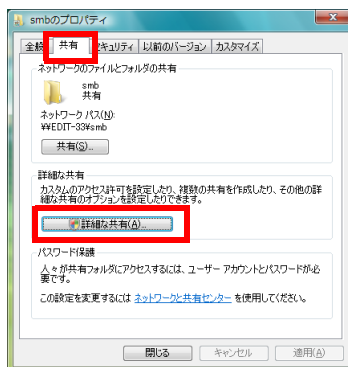 smbのプロパティ
全般 共有 セキュリティ 以前のバージョン カスタマイズ
ネットワークのファイルとフォルダの共有
smb
共有
ネットワーク パス(N):
¥¥EDIT-33¥smb
共有(S)...
詳細な共有
カスタムのアクセス許可を設定したり、複数の共有を作成したり、その他の詳
細な共有のオプションを設定したりできます。
詳細な共有(A)...
パスワード保護
人々が共有フォルダにアクセスするには、ユーザー アカウントとパスワードが必
要です。
この設定を変更するには ネットワークと共有センター を使用してください。
閉じる キャンセル 適用(A)